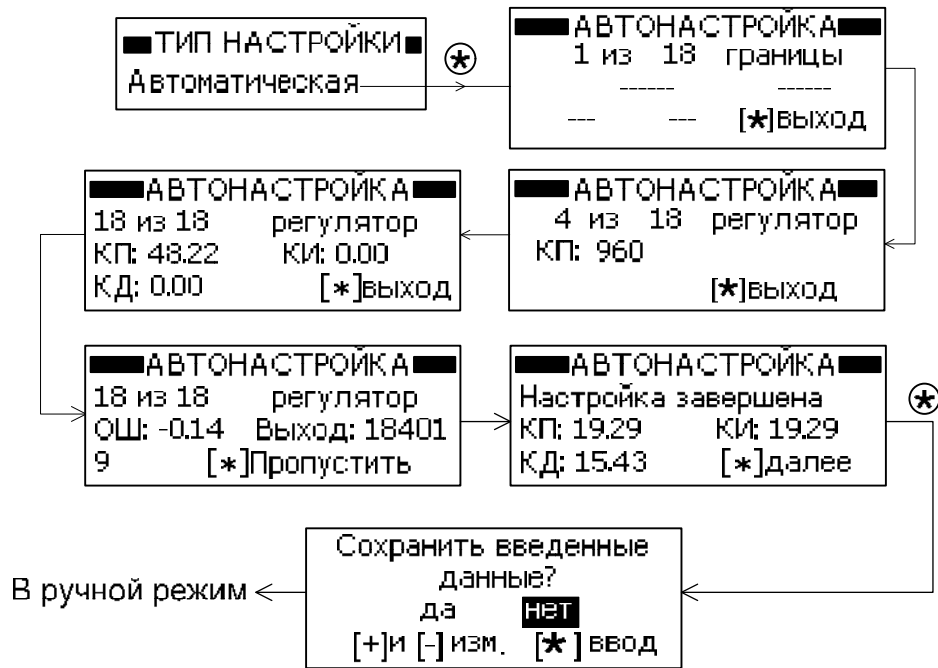 ТИП НАСТРОЙКИ
Автоматическая
АВТОНАСТРОЙКА
1 из 18 границы
------ ------
--- --- [*]выход
АВТОНАСТРОЙКА
4 из 18 регулятор
КП: 960
[*]выход
АВТОНАСТРОЙКА
18 из 18 регулятор
КП: 48.22 КИ: 0.00
КД: 0.00 [*]выход
АВТОНАСТРОЙКА
18 из 18 регулятор
ОШ: -0.14 Выход: 18401
9 [*]Пропустить
АВТОНАСТРОЙКА
Настройка завершена
КП: 19.29 КИ: 19.29
КД: 15.43 [*]далее
Сохранить введенные
данные?
да нет
[+]и [-] изм. [*] ввод
В ручной режим